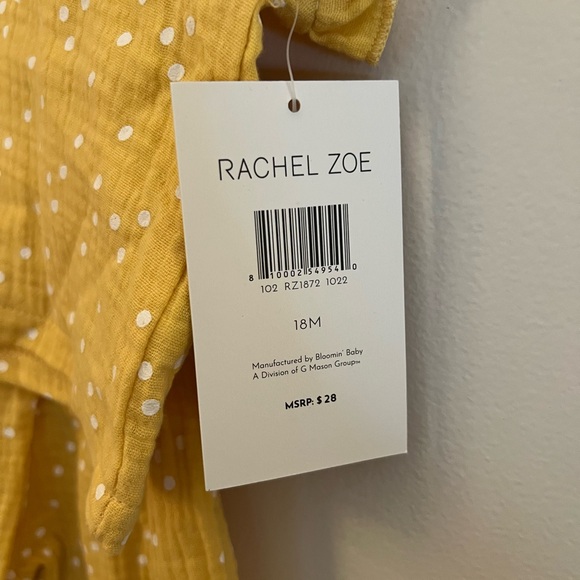 RACHEL ZOE
8 10002 54954 0
102 RZ1872 1022
18M
Manufactured by Bloomin' Baby
A Division of G Mason Group™
MSRP: $ 28